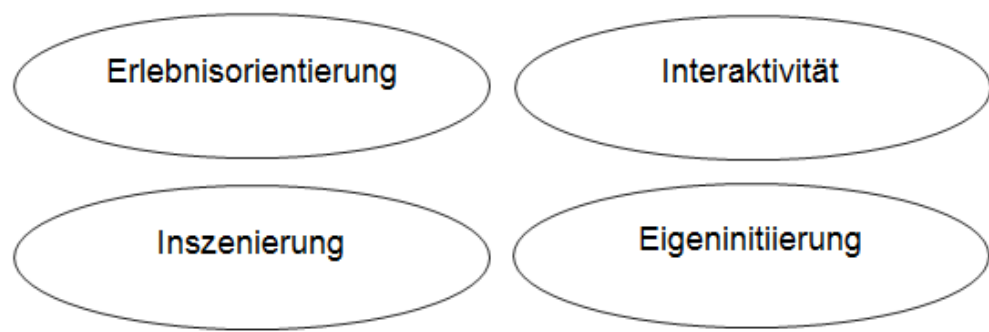 Erlebnisorientierung
Interaktivität
Inszenierung
Eigeninitiierung